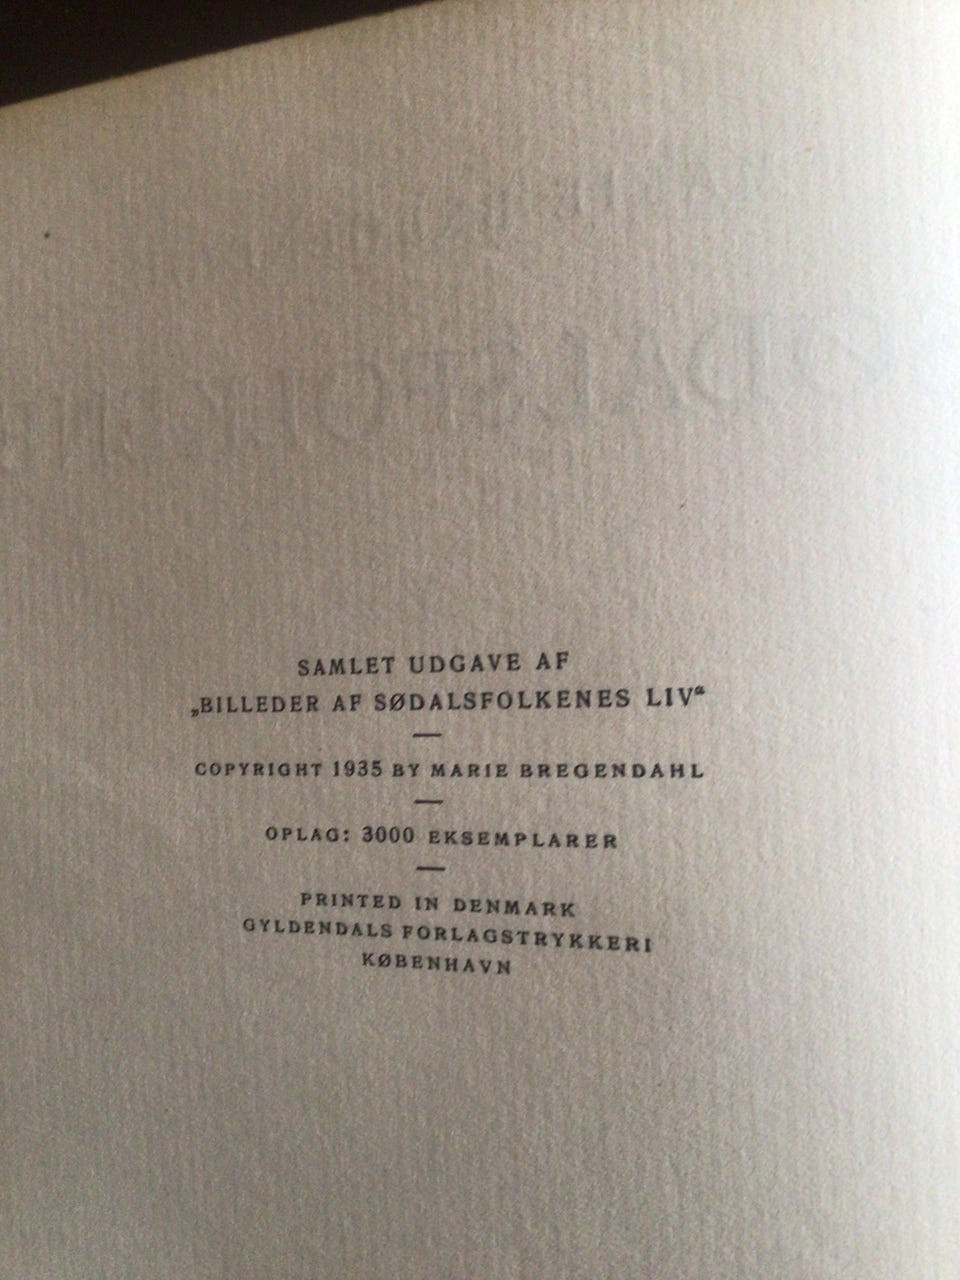 SAMLET UDGAVE AF
„BILLEDER AF SØDALSFOLKENES LIV“
COPYRIGHT 1935 BY MARIE BREGENDAHL
OPLAG: 3000 EKSEMPLARER
PRINTED IN DENMARK
GYLDENDALS FORLAGSTRYKKERI
KØBENHAVN